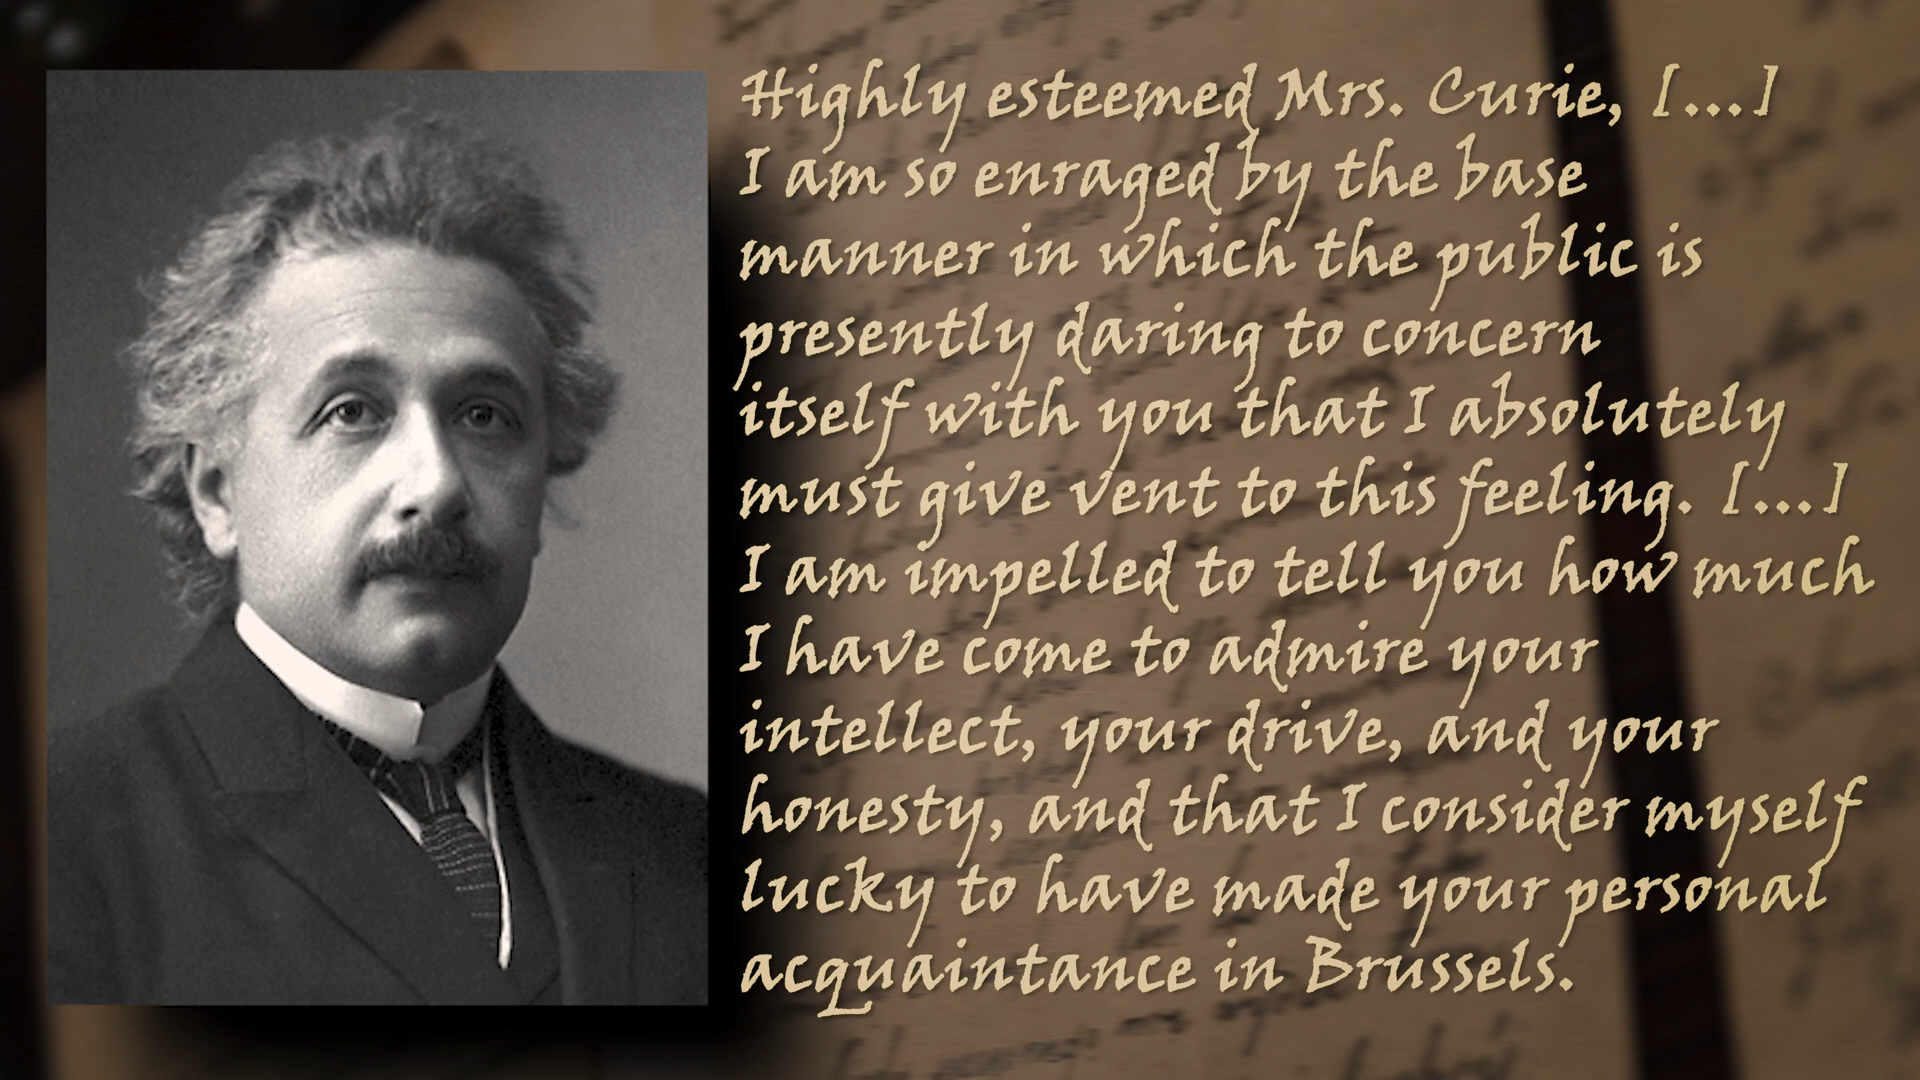 Highly esteemed Mrs. Curie, [...]
I am so enraged by the base
manner in which the public is
presently daring to concern
itself with you that I absolutely
must give vent to this feeling. [...]
I am impelled to tell you how much
I have come to admire your
intellect, your drive, and your
honesty, and that I consider myself
lucky to have made your personal
acquaintance in Brussels.